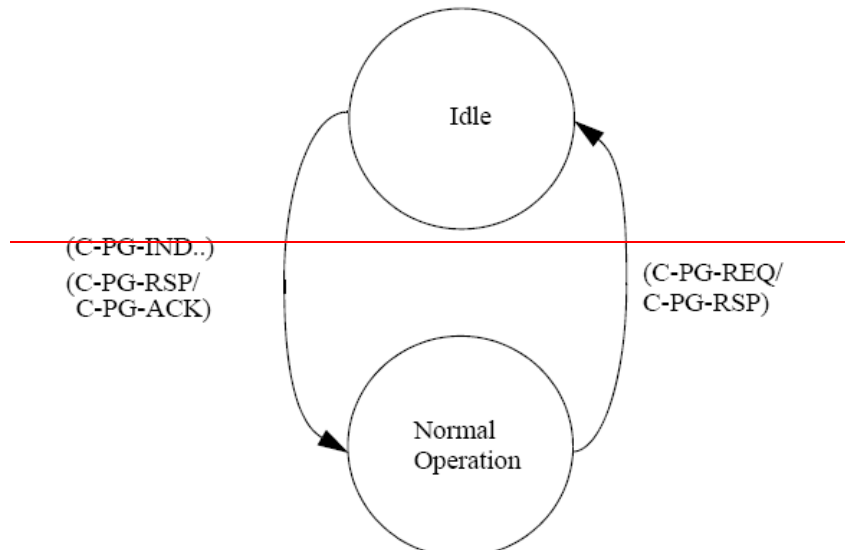 Idle
(C-PG-IND..)
(C-PG-RSP/
C-PG-ACK)
(C-PG-REQ/
C-PG-RSP)
Normal
Operation